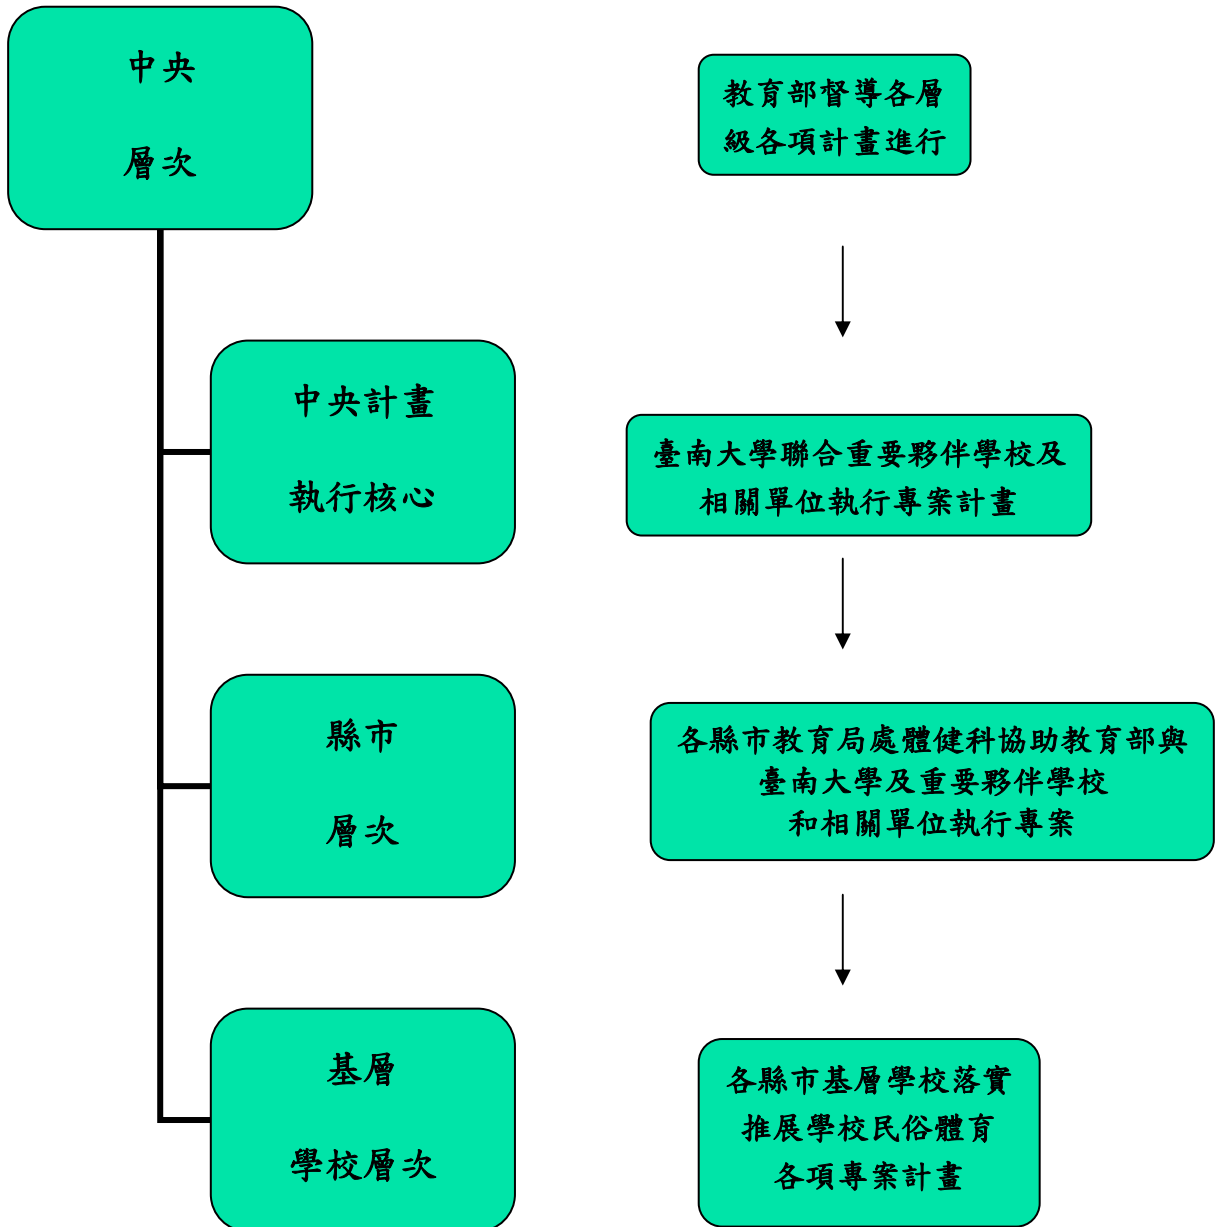 中央
層次
教育部督導各層
級各項計畫進行
中央計畫
執行核心
臺南大學聯合重要夥伴學校及
相關單位執行專案計畫
縣市
層次
各縣市教育局處體健科協助教育部與
臺南大學及重要夥伴學校
和相關單位執行專案
基層
學校層次
各縣市基層學校落實
推展學校民俗體育
各項專案計畫